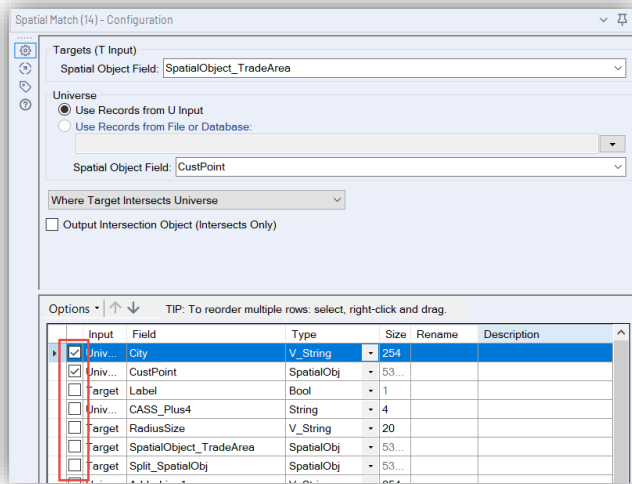 Spatial Match (14) - Configuration
Targets (T Input)
Spatial Object Field: SpatialObject_TradeArea
Universe
Use Records from U Input
Use Records from File or Database:
Spatial Object Field: CustPoint
Where Target Intersects Universe
Output Intersection Object (Intersects Only)
Options TIP: To reorder multiple rows: select, right-click and drag.
Input Field Type Size Rename Description
Univ... City V_String 254
Univ... CustPoint SpatialObj 53...
Target Label Bool 1
Univ... CASS_Plus4 String 4
Target RadiusSize V_String 20
Target SpatialObject_TradeArea SpatialObj 53...
Target Split_SpatialObj SpatialObj 53...